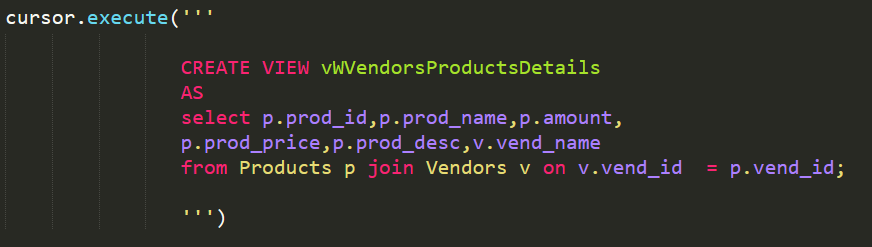 cursor.execute('''
CREATE VIEW vWVendorsProductsDetails
AS
select p.prod_id,p.prod_name,p.amount,
p.prod_price,p.prod_desc,v.vend_name
from Products p join Vendors v on v.vend_id  = p.vend_id;
''')